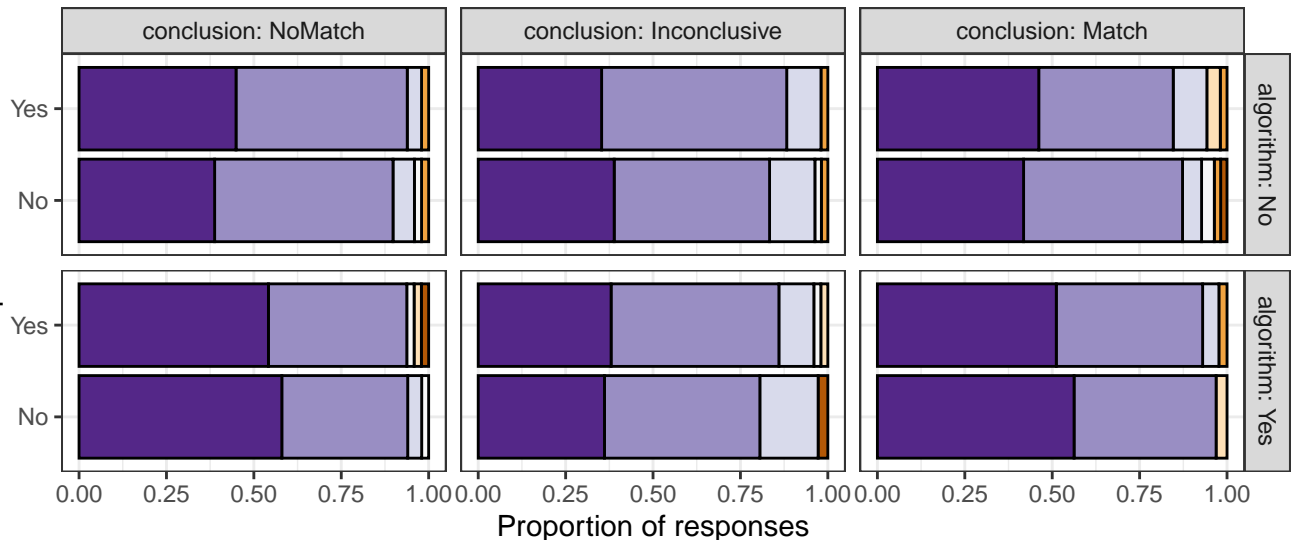 conclusion: NoMatch
conclusion: Inconclusive
conclusion: Match
Yes
No
algorithm: No
Yes
No
algorithm: Yes
0.00 0.25 0.50 0.75 1.00
0.00 0.25 0.50 0.75 1.00
0.00 0.25 0.50 0.75 1.00
Proportion of responses